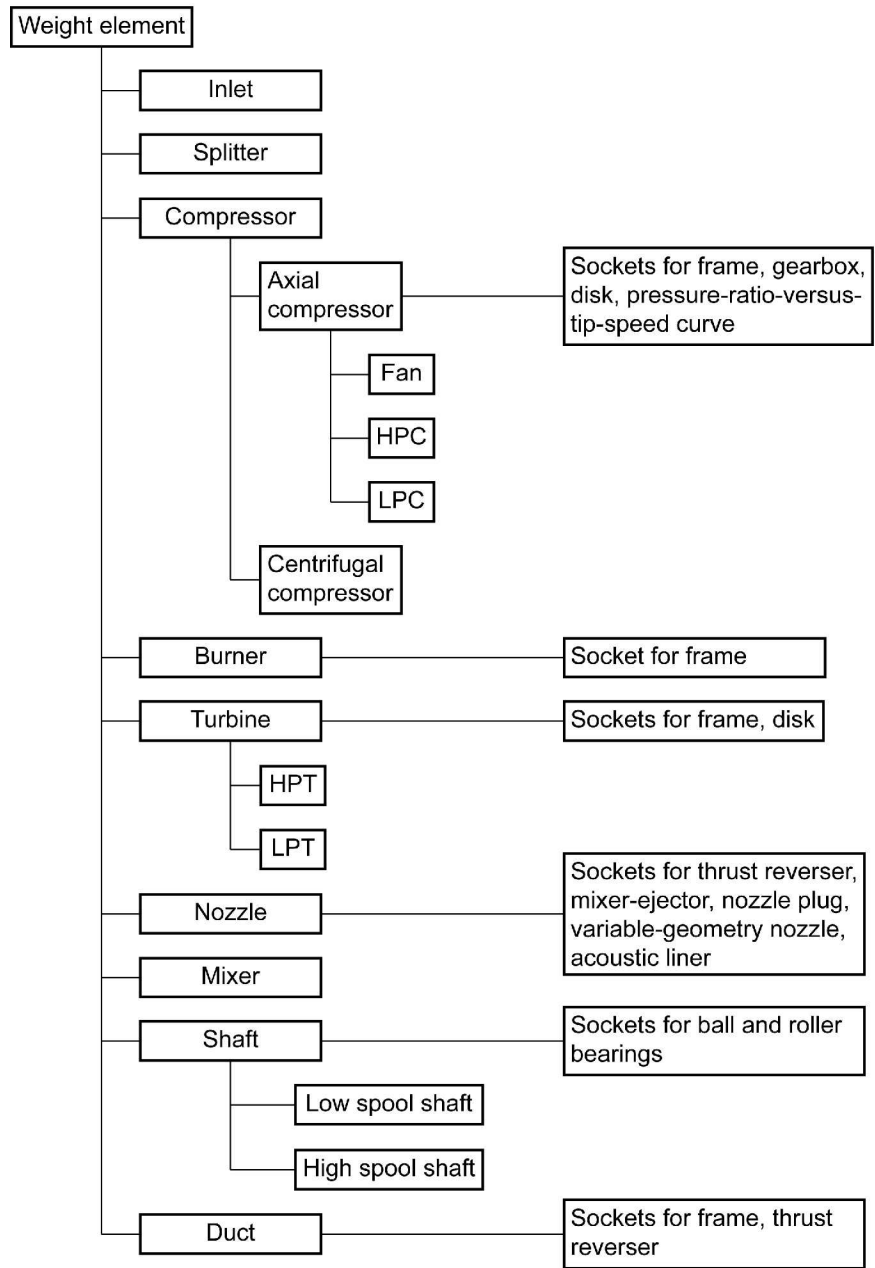 Weight element
Inlet
Splitter
Compressor
Axial
compressor
Sockets for frame, gearbox,
disk, pressure-ratio-versus-
tip-speed curve
Fan
HPC
LPC
Centrifugal
compressor
Burner
Socket for frame
Turbine
Sockets for frame, disk
HPT
LPT
Nozzle
Sockets for thrust reverser,
mixer-ejector, nozzle plug,
variable-geometry nozzle,
acoustic liner
Mixer
Shaft
Sockets for ball and roller
bearings
Low spool shaft
High spool shaft
Duct
Sockets for frame, thrust
reverser